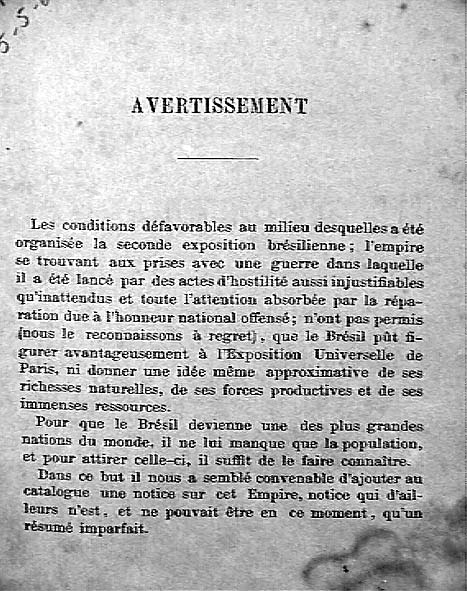 AVERTISSEMENT
Les conditions défavorables au milieu desquelles a été
organisée la seconde exposition brésilienne ; l'empire
se trouvant aux prises avec une guerre dans laquelle
il a été lancé par des actes d'hostilité aussi injustifiables
qu'inattendus et toute l'attention absorbée par la répa-
ration due à l'honneur national offensé ; n'ont pas permis
(nous le reconnaissons à regret), que le Brésil pût fi-
gurer avantageusement à l'Exposition Universelle de
Paris, ni donner une idée même approximative de ses
richesses naturelles, de ses forces productives et de ses
immenses ressources.
Pour que le Brésil devienne une des plus grandes
nations du monde, il ne lui manque que la population,
et pour attirer celle-ci, il suffit de le faire connaître.
Dans ce but il nous a semblé convenable d'ajouter au
catalogue une notice sur cet Empire, notice qui d'ail-
leurs n'est, et ne pouvait être en ce moment, qu'un
résumé imparfait.